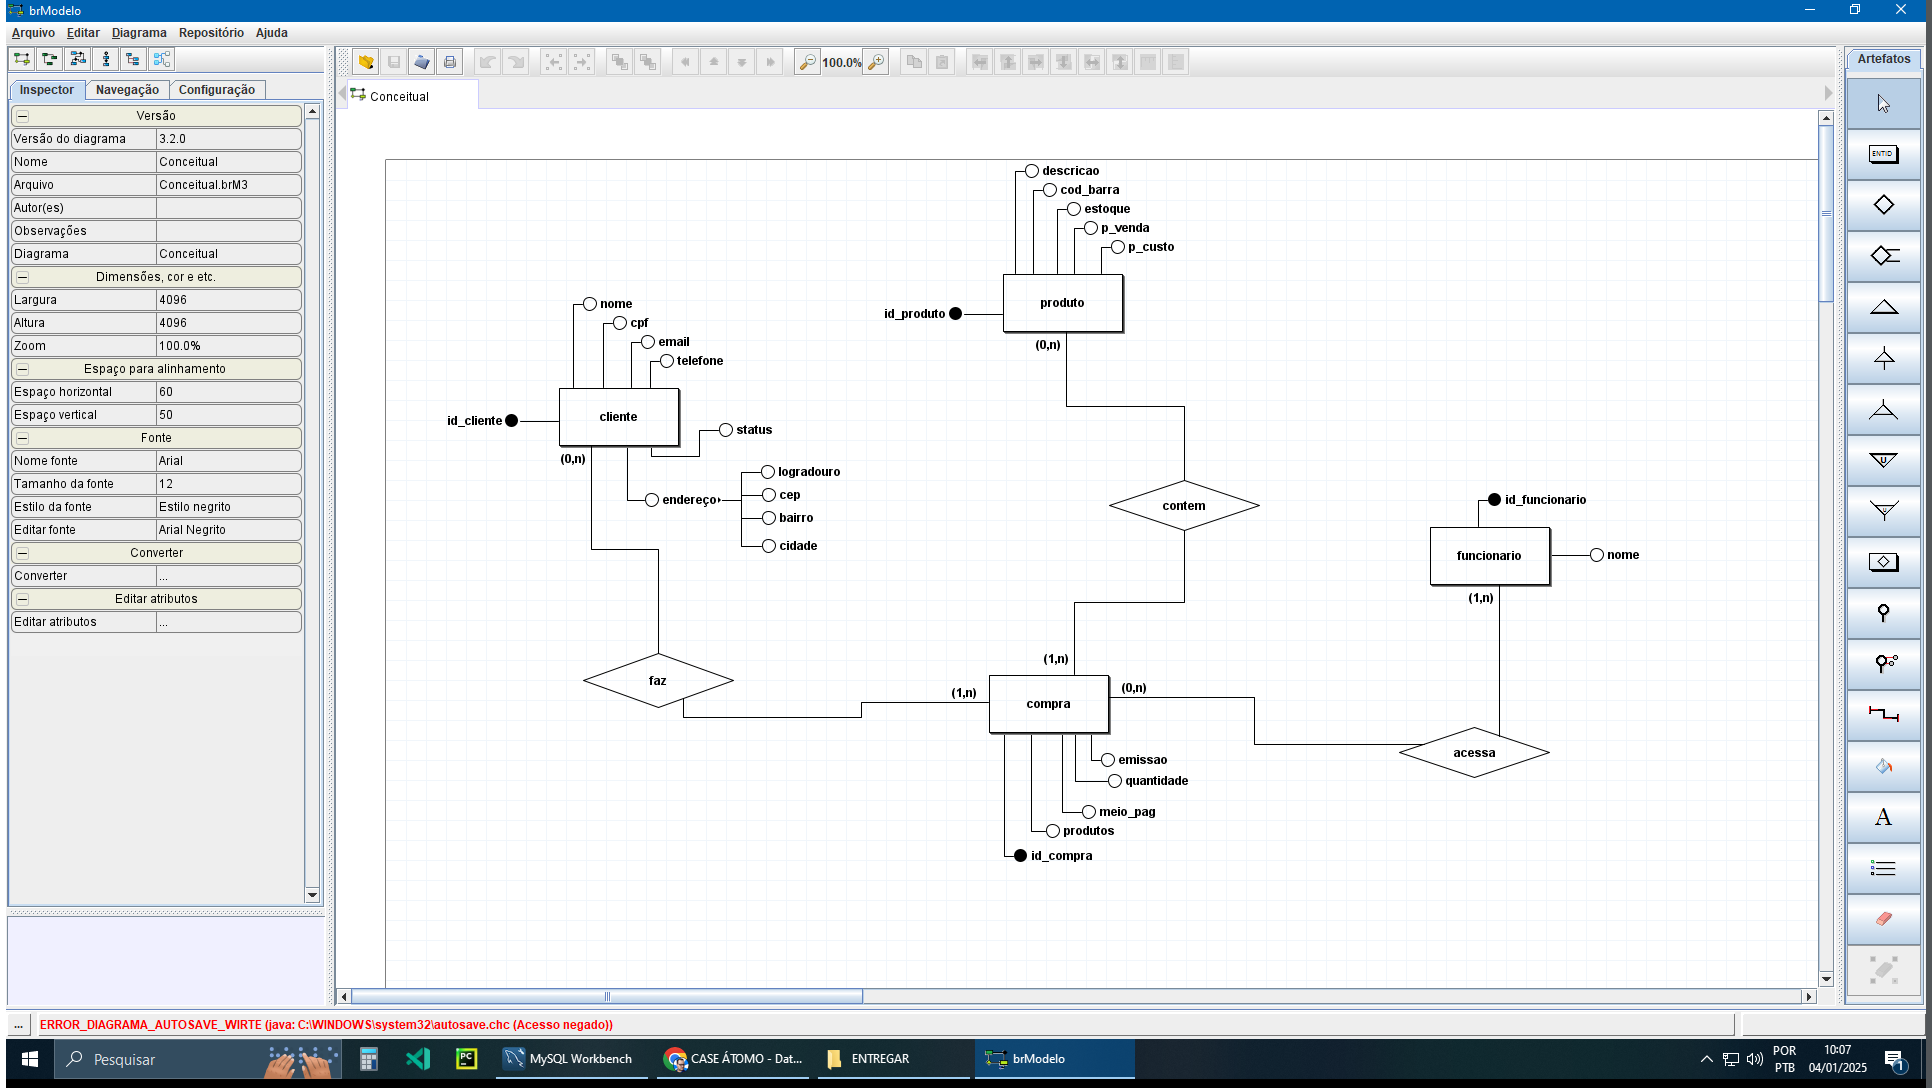 brModelo
Arquivo Editar Diagrama Repositório Ajuda
Inspector Navegação Configuração
Versão
Versão do diagrama 3.2.0
Nome Conceitual
Arquivo Conceitual.brM3
Autor(es)
Observações
Diagrama Conceitual
Dimensões, cor e etc.
Largura 4096
Altura 4096
Zoom 100.0%
Espaço para alinhamento
Espaço horizontal 60
Espaço vertical 50
Fonte
Nome fonte Arial
Tamanho da fonte 12
Estilo da fonte Estilo negrito
Editar fonte Arial Negrito
Converter
Converter ...
Editar atributos
Editar atributos ...
100.0%
Conceitual
descricao
cod_barra
estoque
p_venda
p_custo
produto
id_produto
(0,n)
nome
cpf
email
telefone
cliente
id_cliente
(0,n)
status
endereço
logradouro
cep
bairro
cidade
contem
id_funcionario
funcionario
nome
(1,n)
faz
(1,n)
(1,n)
(0,n)
compra
acessa
emissao
quantidade
meio_pag
produtos
id_compra
Artefatos
ENTID
U
U
A
... ERROR_DIAGRAMA_AUTOSAVE_WIRTE (java: C:\WINDOWS\system32\autosave.chc (Acesso negado))
Pesquisar
PC
MySQL Workbench
CASE ÁTOMO - Dat...
ENTREGAR
brModelo
POR
PTB
10:07
04/01/2025
1